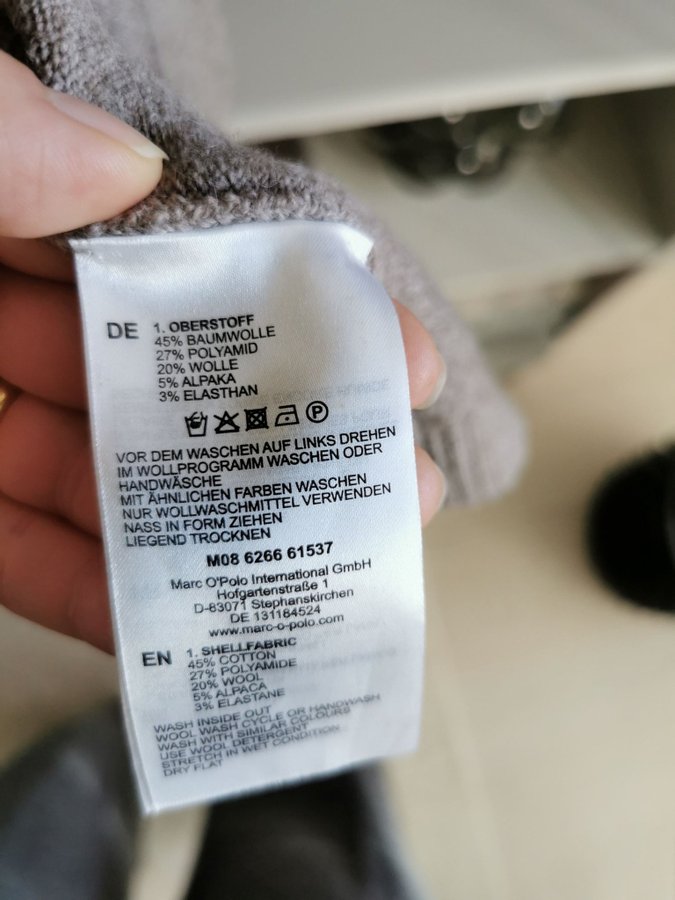 DE
1. OBERSTOFF
45% BAUMWOLLE
27% POLYAMID
20% WOLLE
5% ALPAKA
3% ELASTHAN
P
VOR DEM WASCHEN AUF LINKS DREHEN
IM WOLLPROGRAMM WASCHEN ODER
HANDWÄSCHE
MIT ÄHNLICHEN FARBEN WASCHEN
NUR WOLLWASCHMITTEL VERWENDEN
NASS IN FORM ZIEHEN
LIEGEND TROCKNEN
M08 6266 61537
Marc O'Polo International GmbH
Hofgartenstraße 1
D-83071 Stephanskirchen
DE 131184524
www.marc-o-polo.com
EN
1. SHELLFABRIC
45% COTTON
27% POLYAMIDE
20% WOOL
5% ALPACA
3% ELASTANE
WASH INSIDE OUT
WOOL WASH CYCLE OR HANDWASH
WASH WITH SIMILAR COLOURS
USE WOOL DETERGENT
STRETCH IN WET CONDITION
DRY FLAT